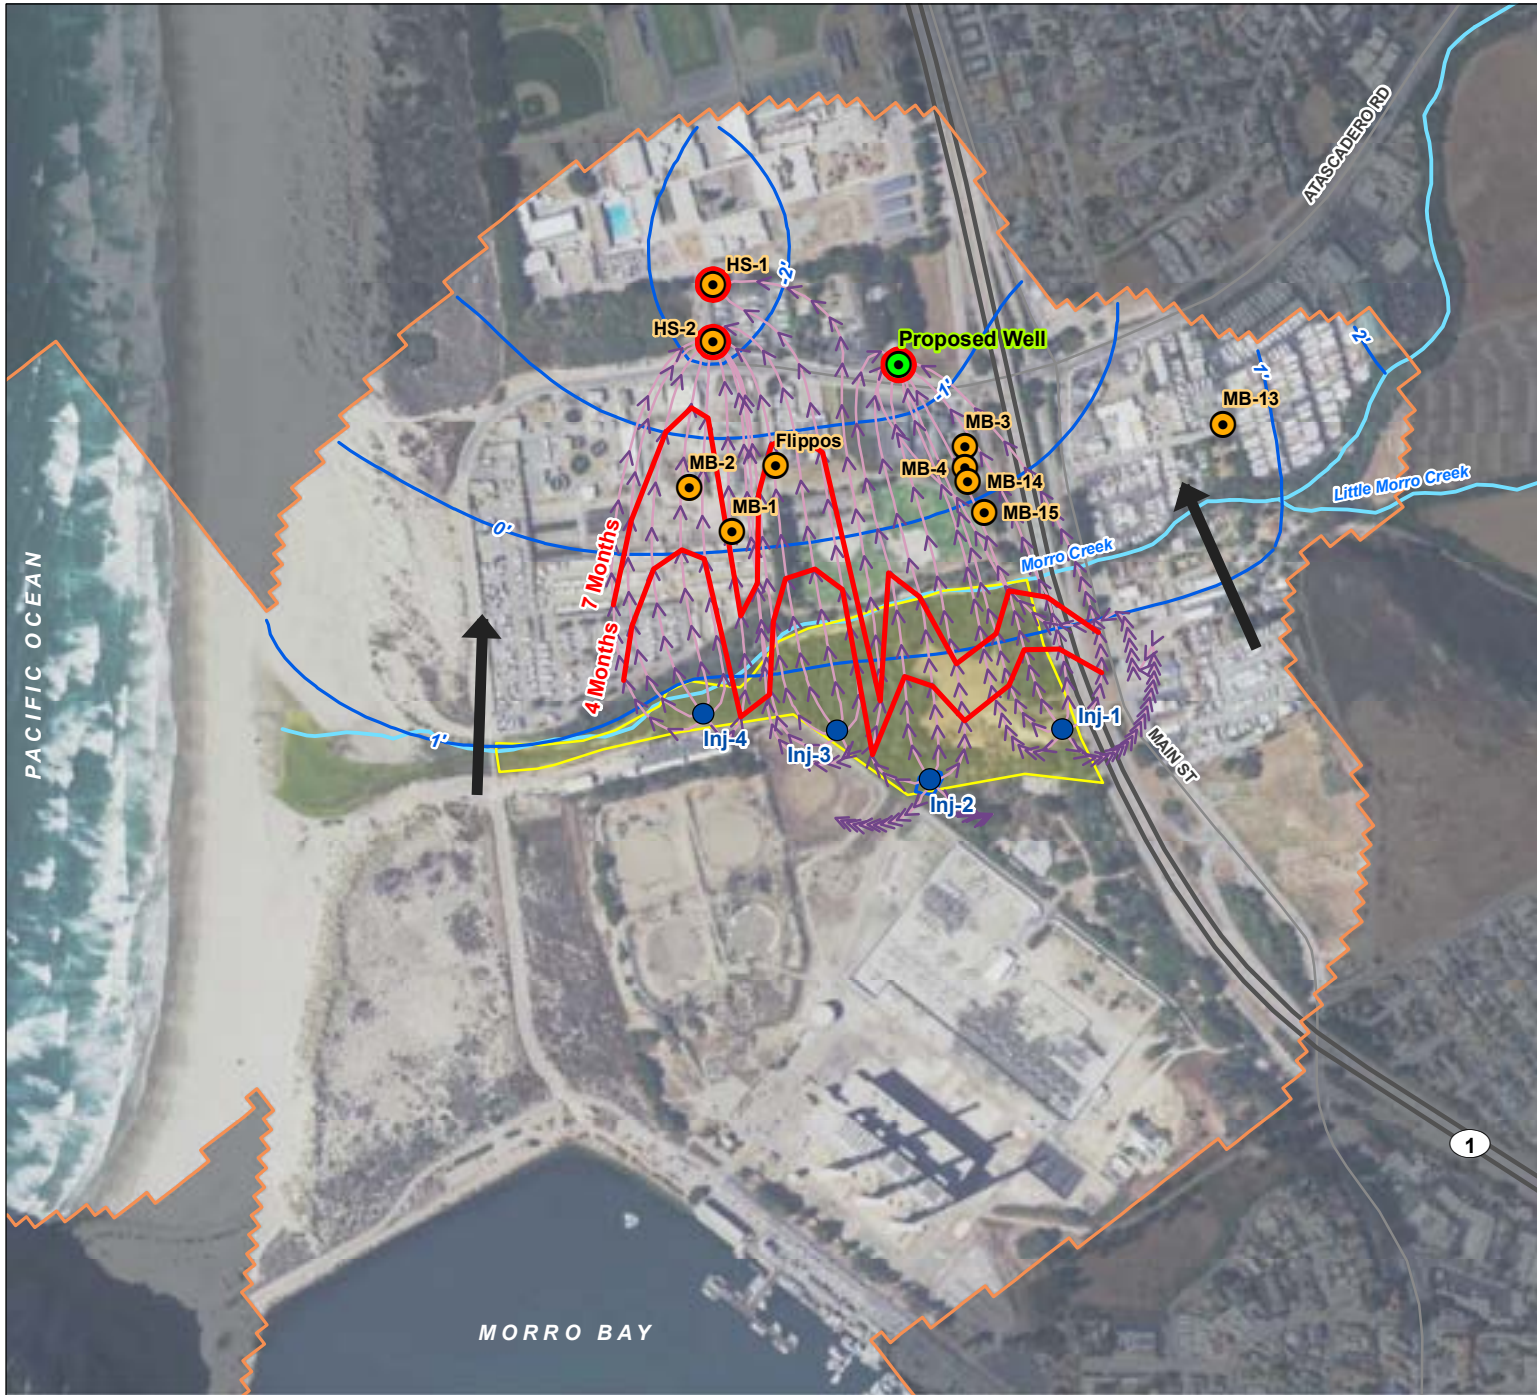 ATASCADERO RD
HS-1
-2'
HS-2
Proposed Well
2'
1'
-1'
MB-13
MB-3
Flippos
MB-4
MB-2
MB-14
Little Morro Creek
MB-1
MB-15
0'
Morro Creek
7 Months
PACIFIC OCEAN
4 Months
Inj-1
Inj-4
1'
Inj-3
MAIN ST
Inj-2
1
MORRO BAY